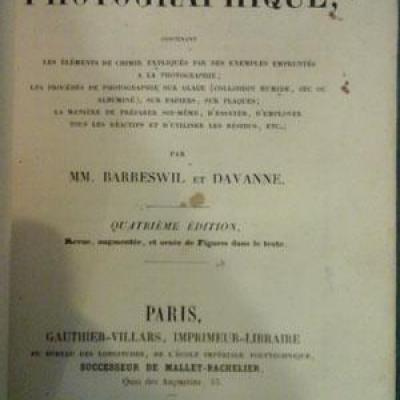 PHOTOGRAPHIQUE,
CONTENANT
LES ÉLÉMENTS DE CHIMIE EXPLIQUÉS PAR DES EXEMPLES EMPRUNTÉS
A LA PHOTOGRAPHIE;
LES PROCÉDÉS DE PHOTOGRAPHIE SUR GLACE (COLLODION HUMIDE, SEC OU
ALBUMINÉ), SUR PAPIERS, SUR PLAQUES;
LA MANIÈRE DE PRÉPARER SOI-MÊME, D'ESSAYER, D'EMPLOYER
TOUS LES RÉACTIFS ET D'UTILISER LES RÉSIDUS, ETC.;
PAR
MM. BARRESWIL ET DAVANNE.
QUATRIÈME ÉDITION,
Revue, augmentée, et ornée de Figures dans le texte.
PARIS,
GAUTHIER-VILLARS, IMPRIMEUR-LIBRAIRE
DU BUREAU DES LONGITUDES, DE L'ÉCOLE IMPÉRIALE POLYTECHNIQUE,
SUCCESSEUR DE MALLET-BACHELIER,
Quai des Augustins, 55.